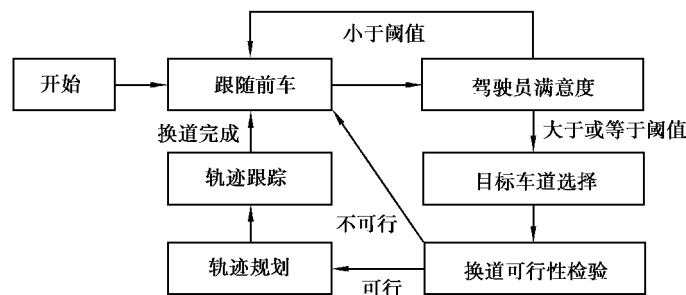 小于阈值
开始
跟随前车
驾驶员满意度
换道完成
大于或等于阈值
轨迹跟踪
目标车道选择
不可行
轨迹规划
换道可行性检验
可行